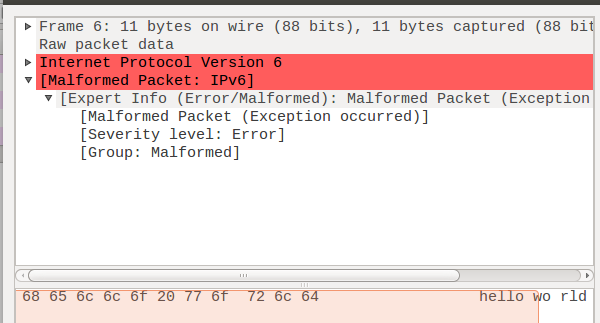 Frame 6: 11 bytes on wire (88 bits), 11 bytes captured (88 bit
Raw packet data
Internet Protocol Version 6
[Malformed Packet: IPv6]
[Expert Info (Error/Malformed): Malformed Packet (Exception
[Malformed Packet (Exception occurred)]
[Severity level: Error]
[Group: Malformed]
68 65 6c 6c 6f 20 77 6f  72 6c 64 hello wo rld